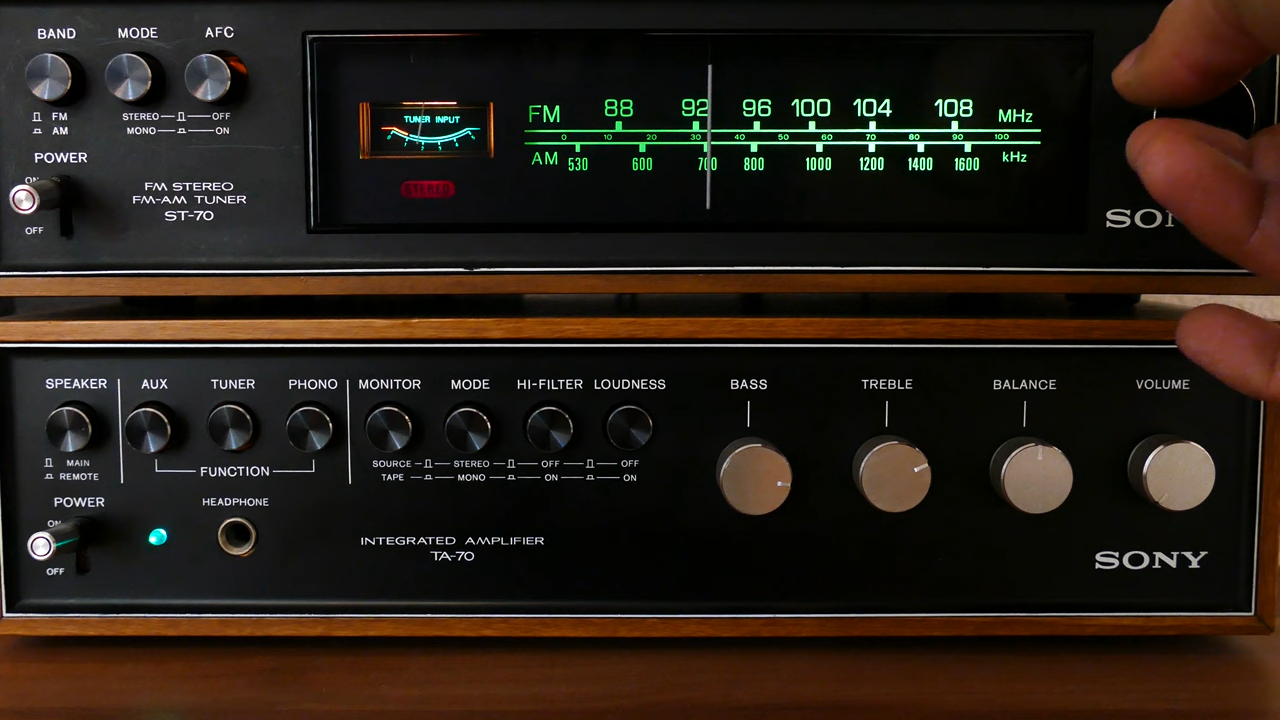 BAND MODE AFC
FM STEREO OFF
AM MONO ON
POWER
ON
OFF
FM STEREO
FM-AM TUNER
ST-70
TUNER INPUT
STEREO
FM 88 92 96 100 104 108 MHz
0 10 20 30 40 50 60 70 80 90 100
AM 530 600 700 800 1000 1200 1400 1600 kHz
SON
SPEAKER AUX TUNER PHONO MONITOR MODE HI-FILTER LOUDNESS BASS TREBLE BALANCE VOLUME
MAIN
REMOTE
FUNCTION
SOURCE STEREO OFF OFF
TAPE MONO ON ON
POWER
ON
OFF
HEADPHONE
INTEGRATED AMPLIFIER
TA-70
SONY